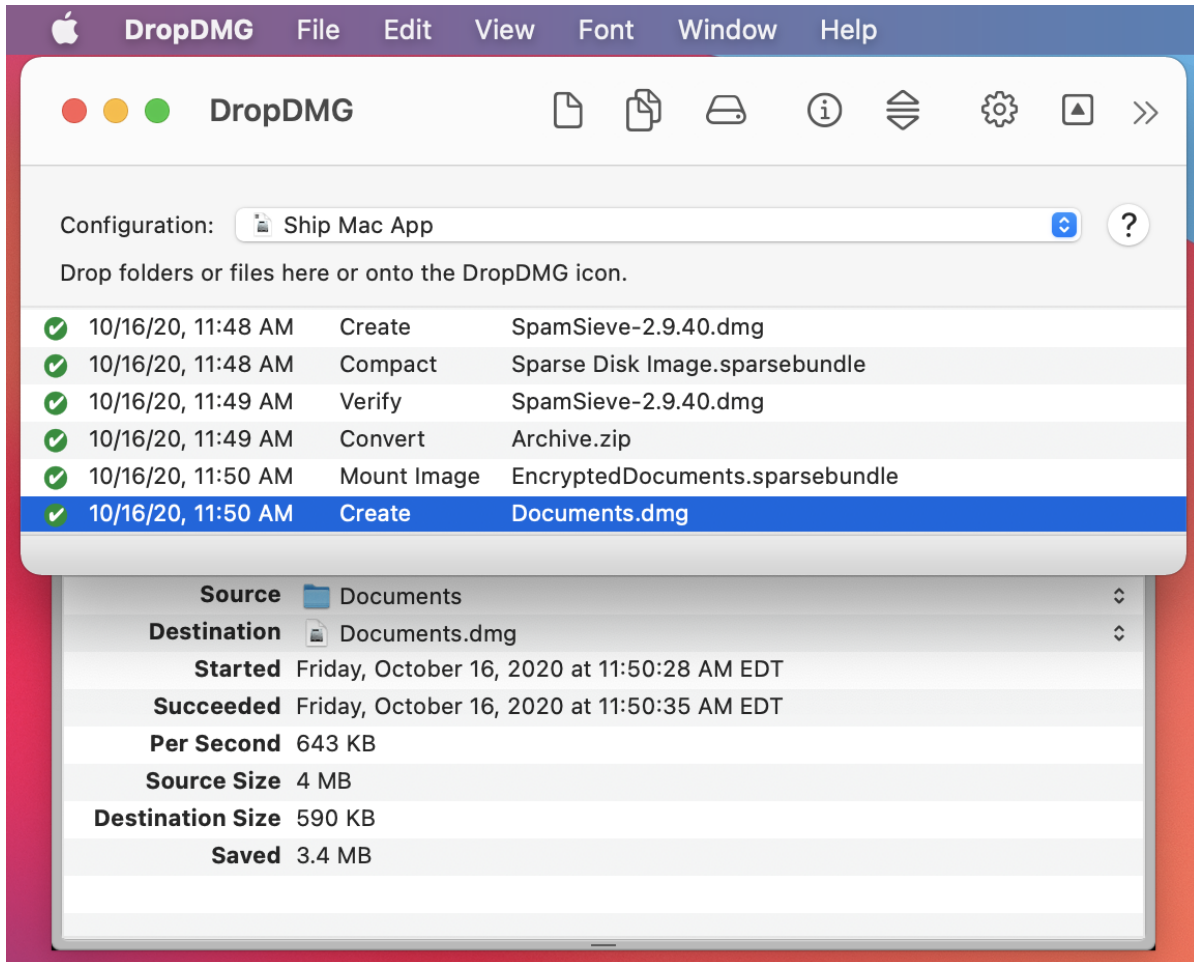 DropDMG File Edit View Font Window Help
DropDMG
Configuration: Ship Mac App ?
Drop folders or files here or onto the DropDMG icon.
10/16/20, 11:48 AM Create SpamSieve-2.9.40.dmg
10/16/20, 11:48 AM Compact Sparse Disk Image.sparsebundle
10/16/20, 11:49 AM Verify SpamSieve-2.9.40.dmg
10/16/20, 11:49 AM Convert Archive.zip
10/16/20, 11:50 AM Mount Image EncryptedDocuments.sparsebundle
10/16/20, 11:50 AM Create Documents.dmg
Source Documents
Destination Documents.dmg
Started Friday, October 16, 2020 at 11:50:28 AM EDT
Succeeded Friday, October 16, 2020 at 11:50:35 AM EDT
Per Second 643 KB
Source Size 4 MB
Destination Size 590 KB
Saved 3.4 MB